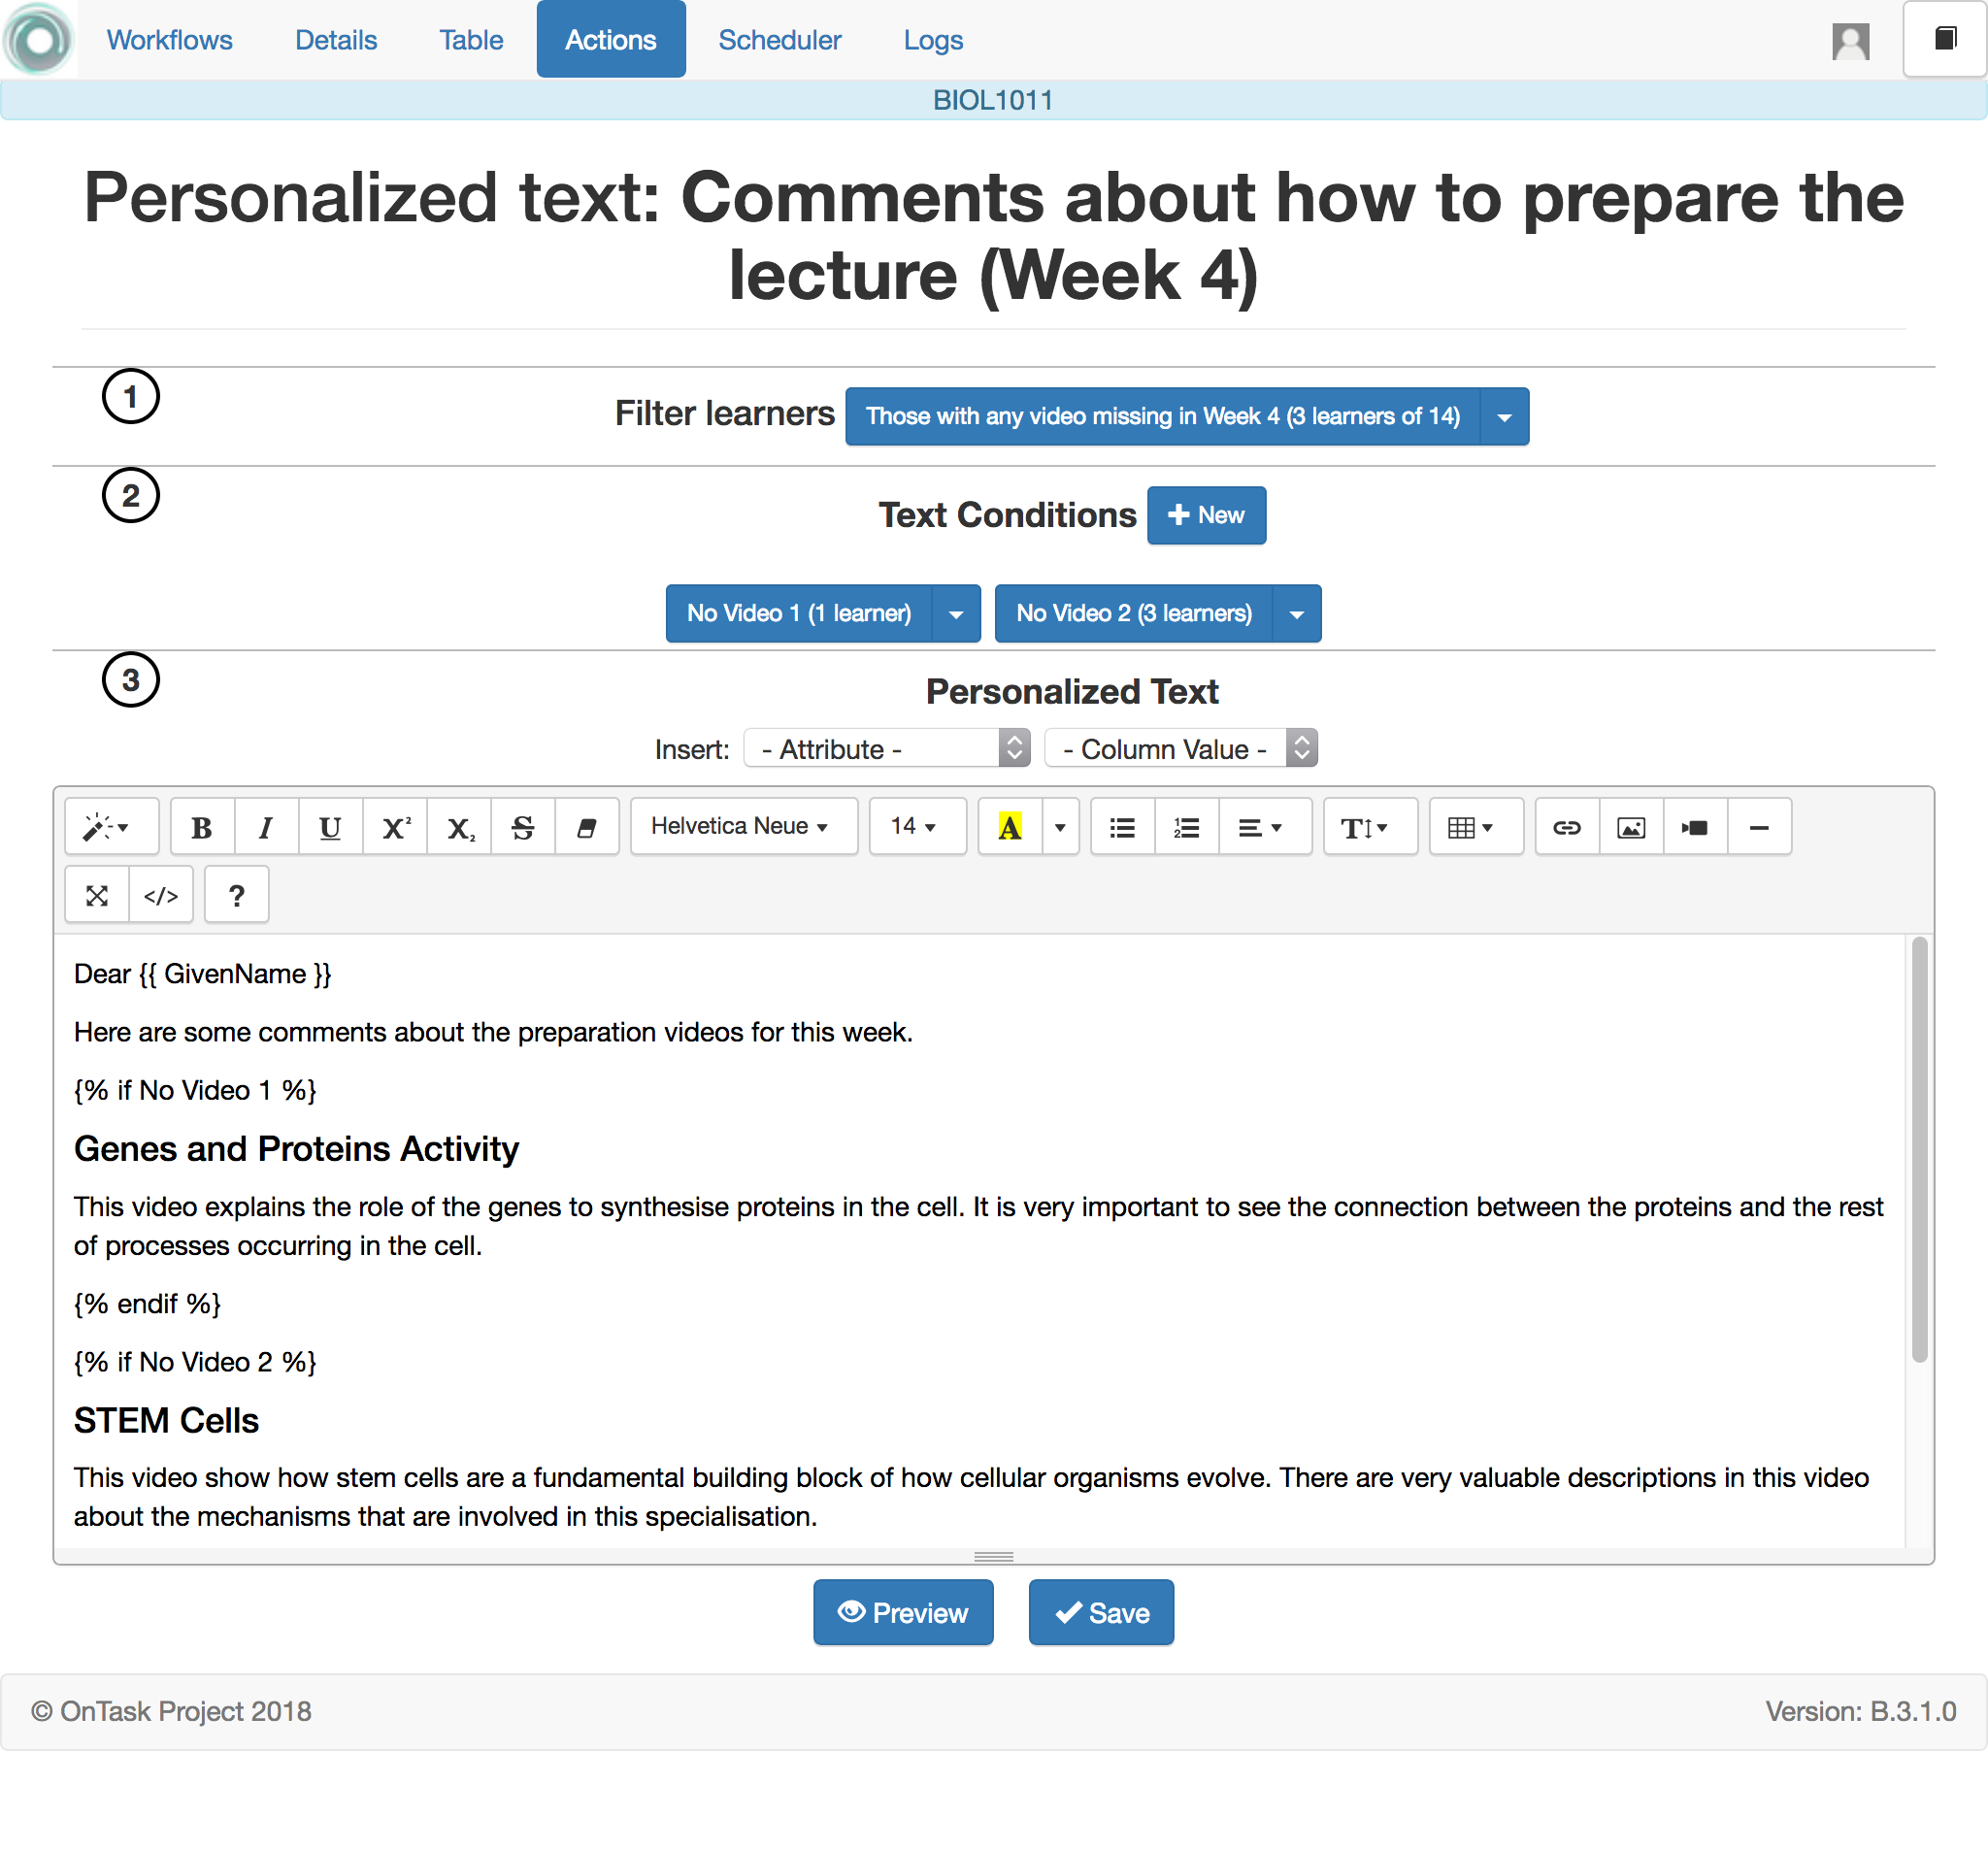 Workflows Details Table Actions Scheduler Logs
BIOL1011
Personalized text: Comments about how to prepare the
lecture (Week 4)
1
Filter learners Those with any video missing in Week 4 (3 learners of 14)
2
Text Conditions New
No Video 1 (1 learner) No Video 2 (3 learners)
3
Personalized Text
Insert: - Attribute - - Column Value -
B I U X² X₂ S Helvetica Neue 14 A T
</> ?
Dear {{ GivenName }}
Here are some comments about the preparation videos for this week.
{% if No Video 1 %}
Genes and Proteins Activity
This video explains the role of the genes to synthesise proteins in the cell. It is very important to see the connection between the proteins and the rest
of processes occurring in the cell.
{% endif %}
{% if No Video 2 %}
STEM Cells
This video show how stem cells are a fundamental building block of how cellular organisms evolve. There are very valuable descriptions in this video
about the mechanisms that are involved in this specialisation.
Preview Save
© OnTask Project 2018 Version: B.3.1.0